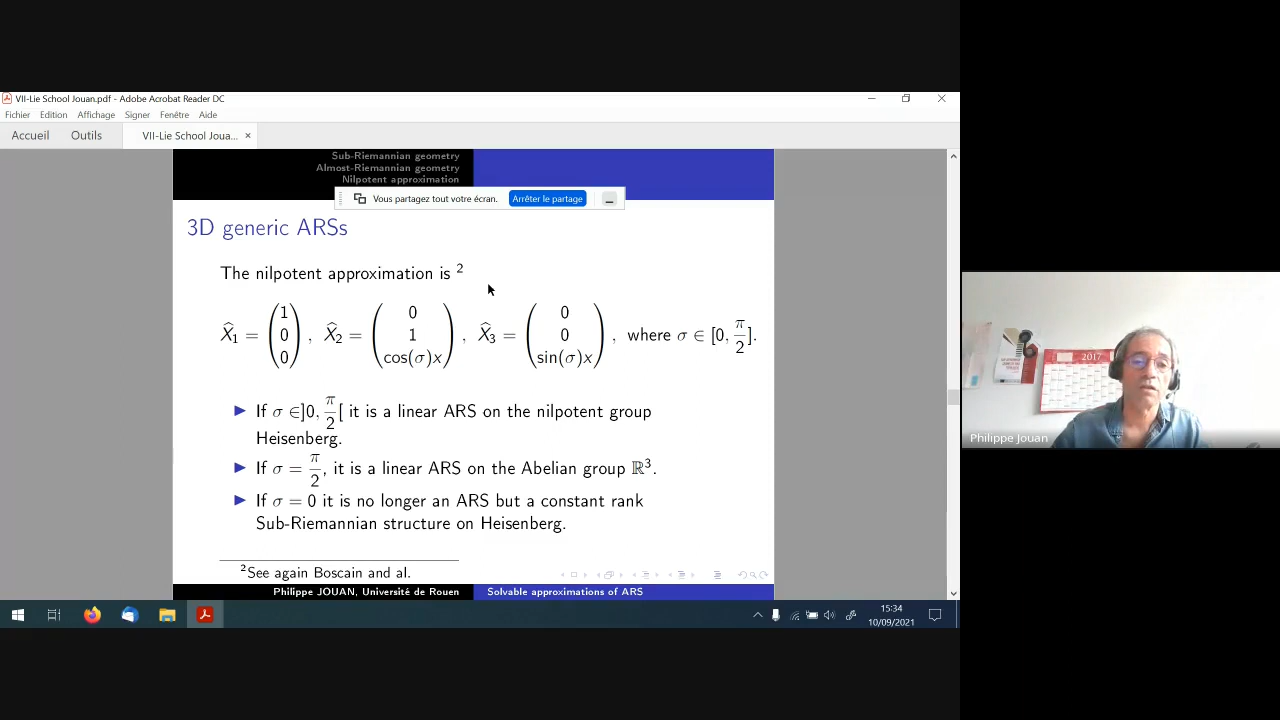 VII-Lie School Jouan.pdf - Adobe Acrobat Reader DC
Fichier Edition Affichage Signer Fenêtre Aide
Accueil Outils VII-Lie School Joua... ×
Sub-Riemannian geometry
Almost-Riemannian geometry
Nilpotent approximation
Vous partagez tout votre écran. Arrêter le partage
3D generic ARSs
The nilpotent approximation is ²
X̂₁ = (1 0 0), X̂₂ = (0 1 cos(σ)x), X̂₃ = (0 0 sin(σ)x), where σ ∈ [0, π/2].
▶ If σ ∈]0, π/2[ it is a linear ARS on the nilpotent group
Heisenberg.
▶ If σ = π/2, it is a linear ARS on the Abelian group ℝ³.
▶ If σ = 0 it is no longer an ARS but a constant rank
Sub-Riemannian structure on Heisenberg.
²See again Boscain and al.
Philippe JOUAN, Université de Rouen Solvable approximations of ARS
15:34
10/09/2021
2017
Philippe Jouan